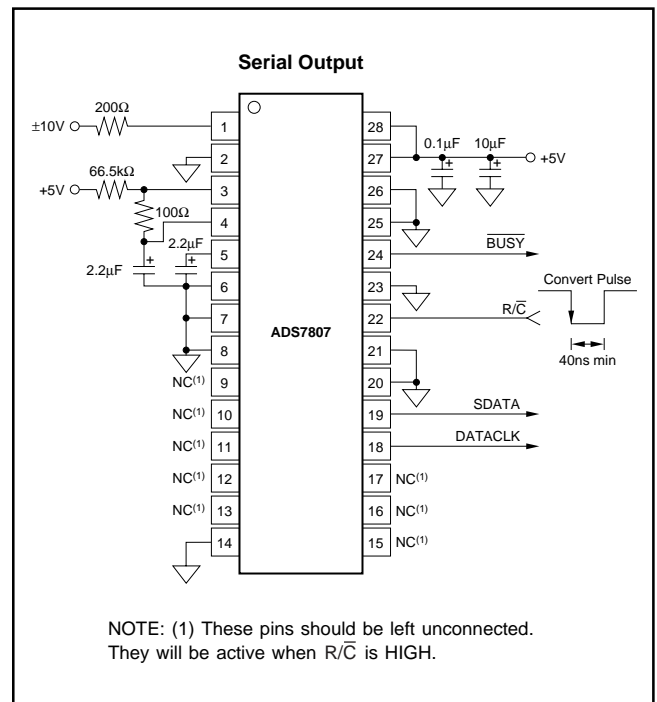 Serial Output
±10V
200Ω
+5V
66.5kΩ
100Ω
2.2µF
2.2µF
1
2
3
4
5
6
7
8
NC(1) 9
NC(1) 10
NC(1) 11
NC(1) 12
NC(1) 13
14
ADS7807
28
27
26
25
24
23
22
21
20
19
18
17 NC(1)
16 NC(1)
15 NC(1)
0.1µF 10µF
+5V
BUSY
R/C
Convert Pulse
40ns min
SDATA
DATACLK
+
+
+
+
NOTE: (1) These pins should be left unconnected.
They will be active when R/C is HIGH.